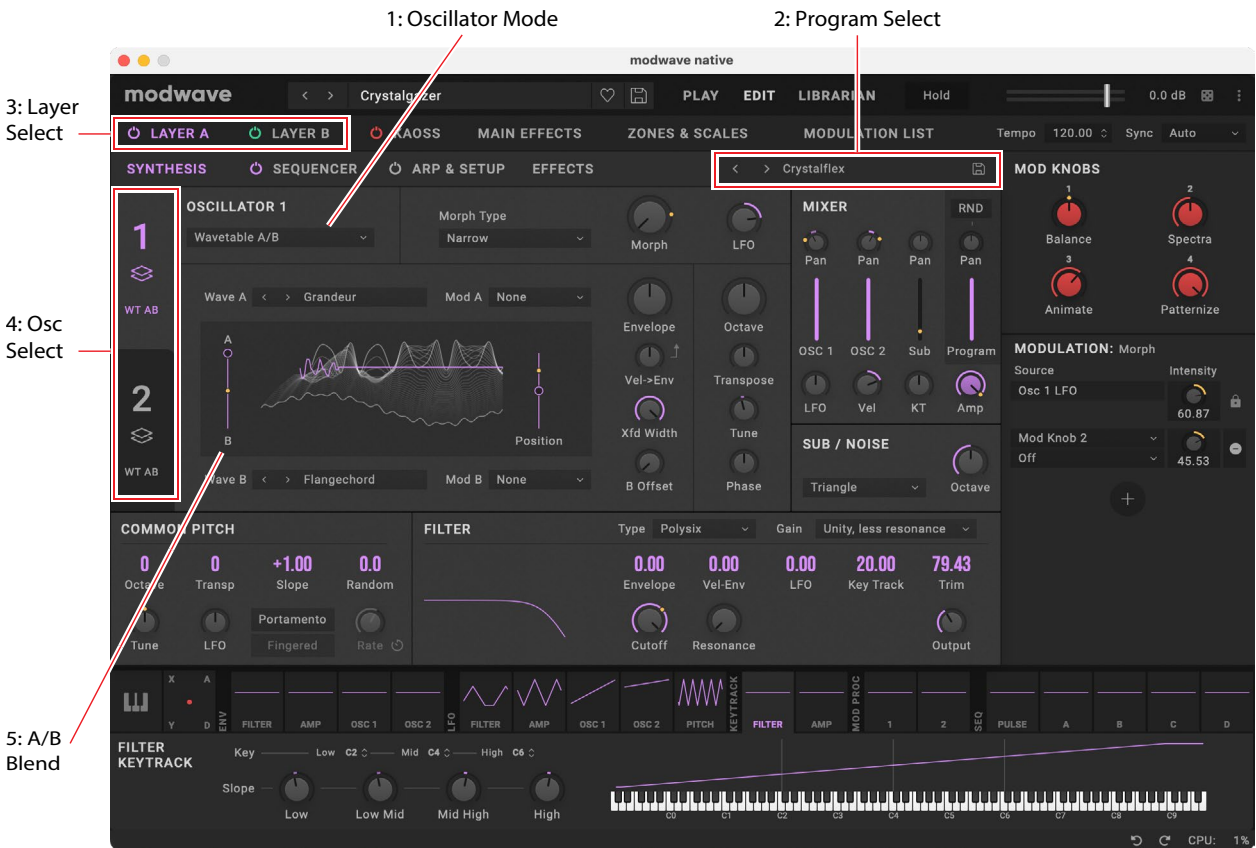 1: Oscillator Mode
2: Program Select
3: Layer
Select
4: Osc
Select
5: A/B
Blend
modwave native
modwave
Crystalgazer
PLAY EDIT LIBRARIAN Hold 0.0 dB
LAYER A LAYER B KAOSS MAIN EFFECTS ZONES & SCALES MODULATION LIST Tempo 120.00 Sync Auto
SYNTHESIS SEQUENCER ARP & SETUP EFFECTS Crystalflex
1
WT AB
2
WT AB
OSCILLATOR 1
Wavetable A/B
Morph Type
Narrow
Morph LFO
Wave A < > Grandeur Mod A None
A
B
Position
Wave B < > Flangechord Mod B None
Envelope Octave
Vel->Env Transpose
Xfd Width Tune
B Offset Phase
MIXER RND
Pan Pan Pan Pan
OSC 1 OSC 2 Sub Program
LFO Vel KT Amp
SUB / NOISE
Triangle Octave
MOD KNOBS
1 2
Balance Spectra
3 4
Animate Patternize
MODULATION: Morph
Source Intensity
Osc 1 LFO 60.87
Mod Knob 2
Off 45.53
+
COMMON PITCH
0 0 +1.00 0.0
Octave Transp Slope Random
Portamento
Fingered
Tune LFO Rate
FILTER Type Polysix Gain Unity, less resonance
0.00 0.00 0.00 20.00 79.43
Envelope Vel-Env LFO Key Track Trim
Cutoff Resonance Output
X A
Y D
ENV FILTER AMP OSC 1 OSC 2 LFO FILTER AMP OSC 1 OSC 2 PITCH KEYTRACK FILTER AMP MOD PROC 1 2 SEQ PULSE A B C D
FILTER
KEYTRACK
Key Low C2 Mid C4 High C6
Slope
Low Low Mid Mid High High
C0 C1 C2 C3 C4 C5 C6 C7 C8 C9
CPU: 1%